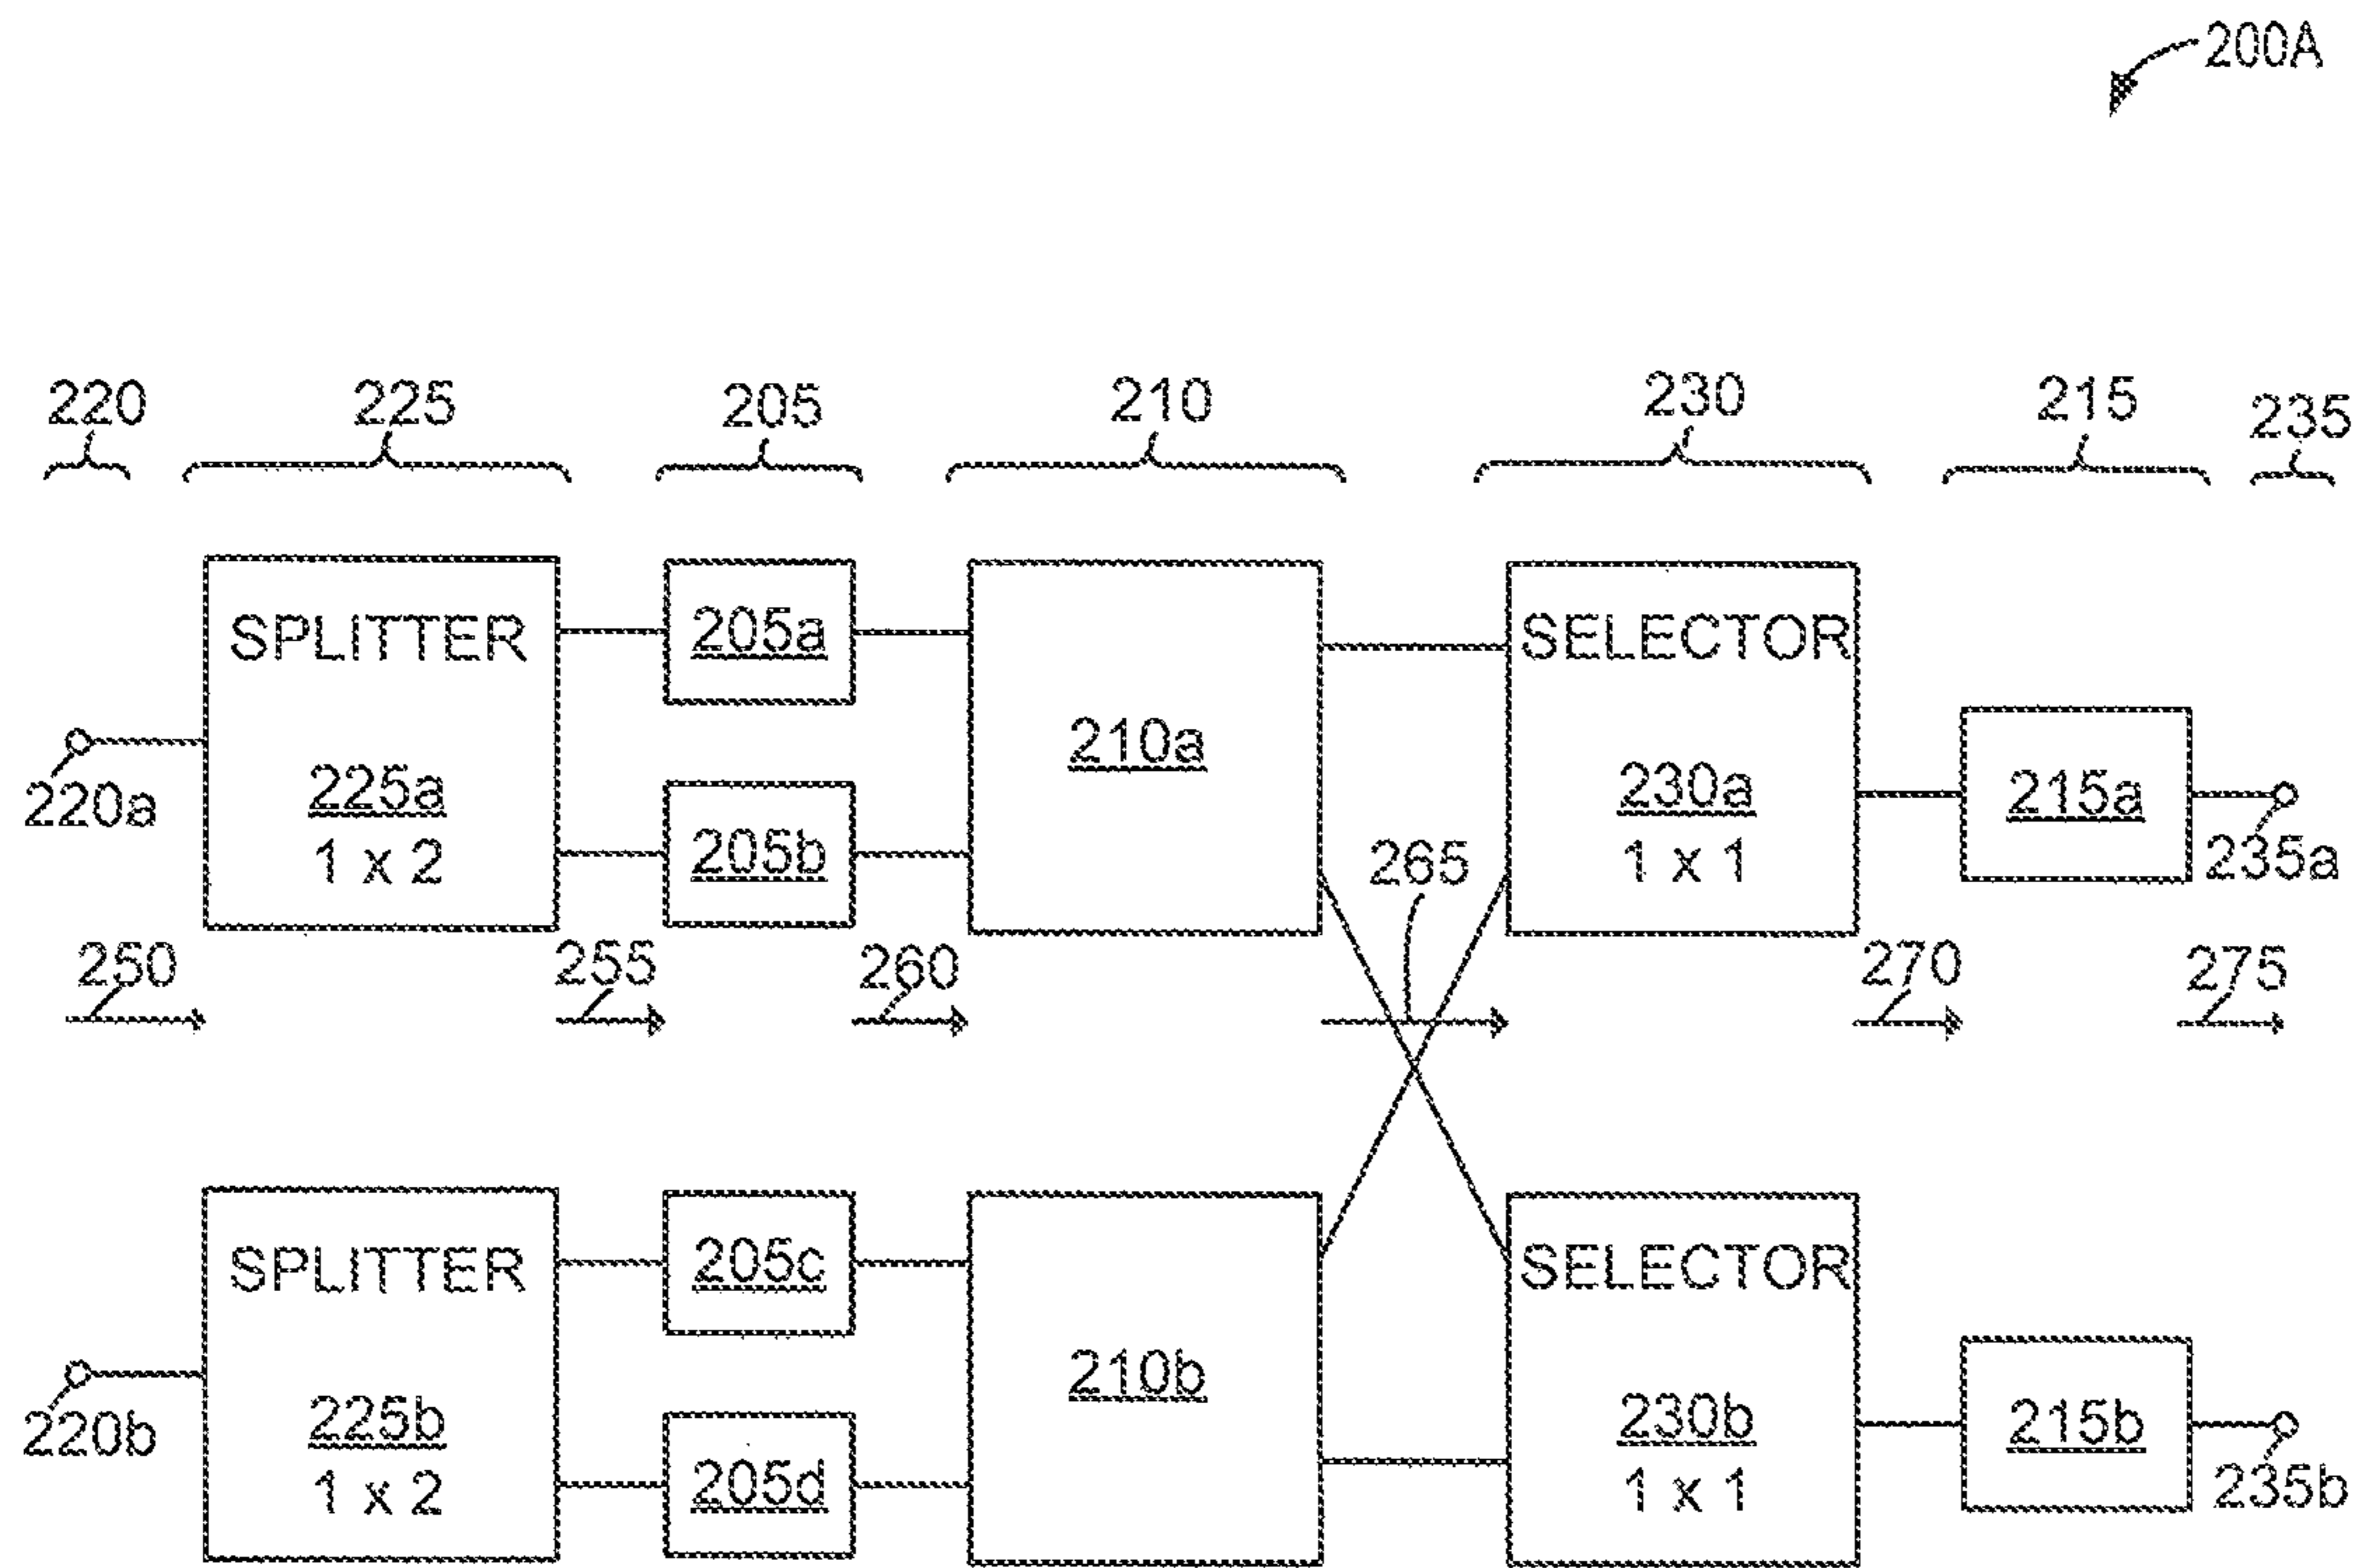 200A
220 225 205 210 230 215 235
SPLITTER
225a
1 x 2
205a
205b
210a
SELECTOR
230a
1 x 1
215a
220a
235a
265
250 255 260 270 275
SPLITTER
225b
1 x 2
205c
205d
210b
SELECTOR
230b
1 x 1
215b
220b
235b